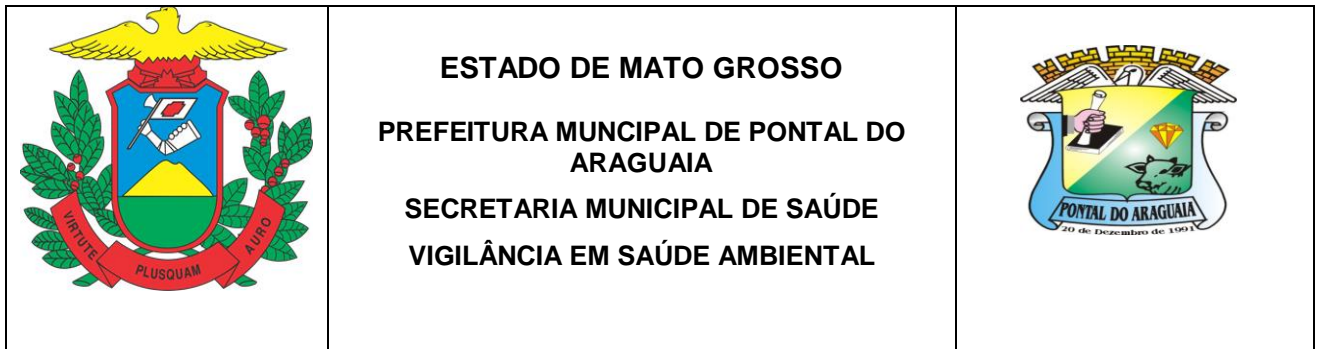 ESTADO DE MATO GROSSO
PREFEITURA MUNCIPAL DE PONTAL DO
ARAGUAIA
SECRETARIA MUNICIPAL DE SAÚDE
VIGILÂNCIA EM SAÚDE AMBIENTAL
VIRTUTE PLUSQUAM AURO
PONTAL DO ARAGUAIA
20 de Dezembro de 1991